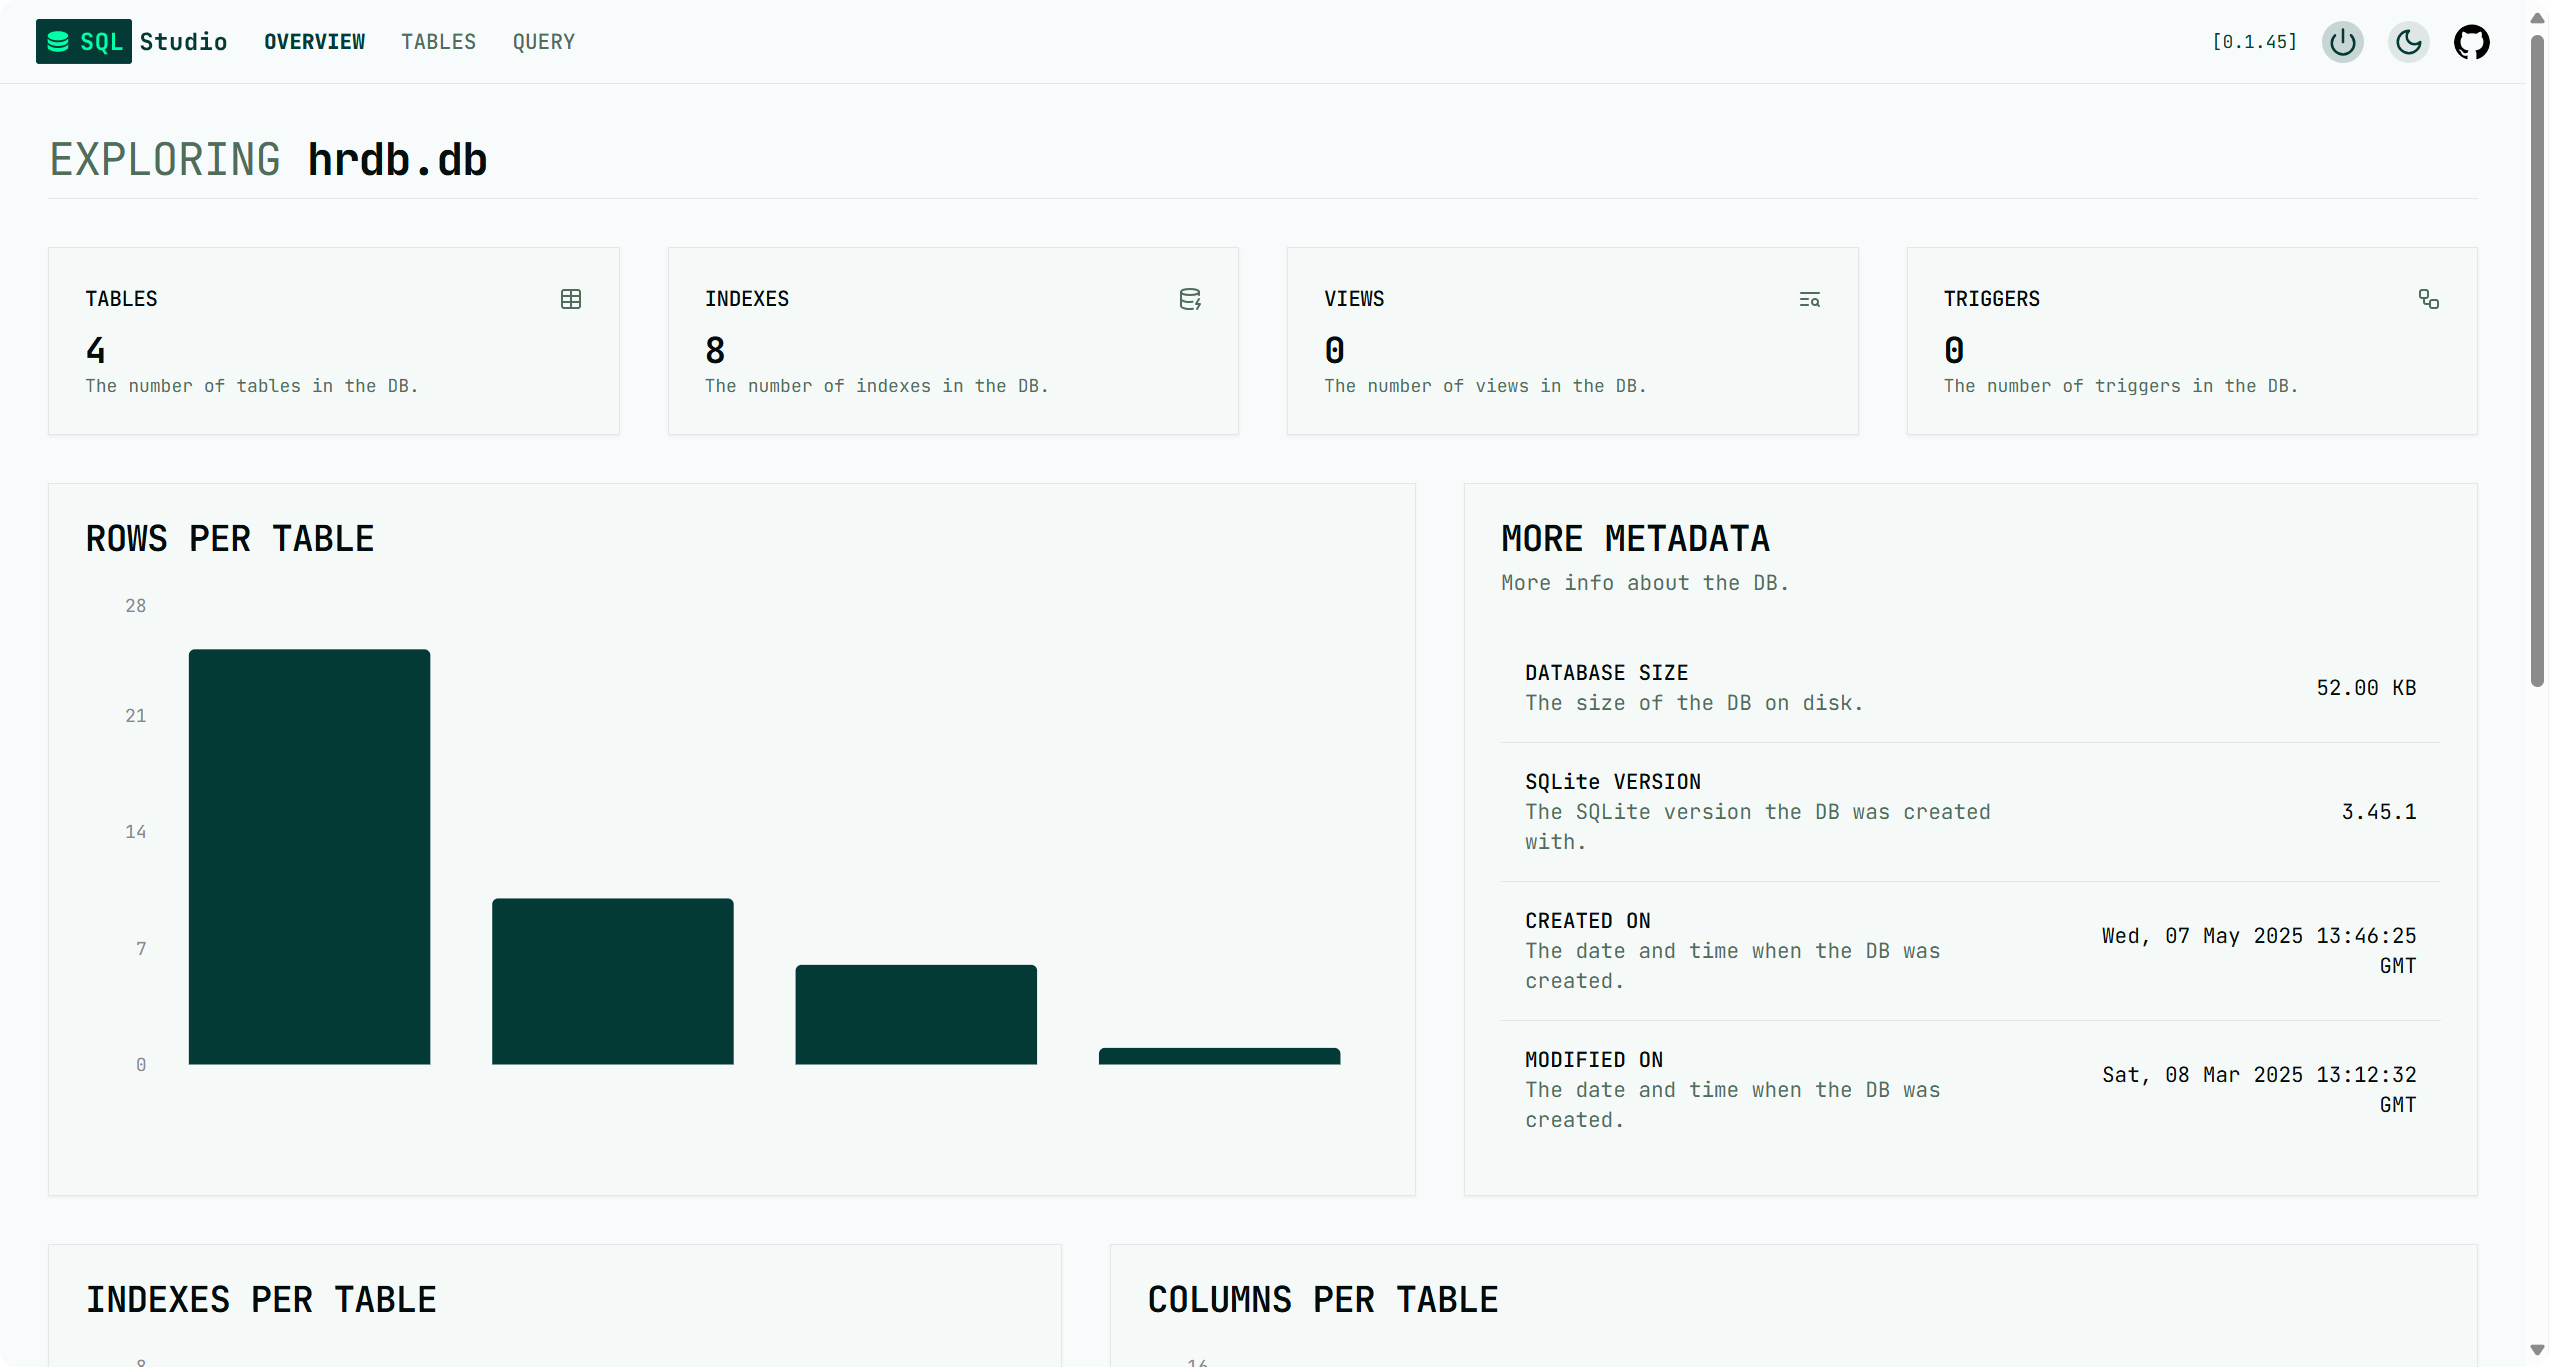 SQL Studio OVERVIEW TABLES QUERY [0.1.45]
EXPLORING hrdb.db
TABLES
4
The number of tables in the DB.
INDEXES
8
The number of indexes in the DB.
VIEWS
0
The number of views in the DB.
TRIGGERS
0
The number of triggers in the DB.
ROWS PER TABLE
28
21
14
7
0
MORE METADATA
More info about the DB.
DATABASE SIZE
The size of the DB on disk.
52.00 KB
SQLite VERSION
The SQLite version the DB was created
with.
3.45.1
CREATED ON
The date and time when the DB was
created.
Wed, 07 May 2025 13:46:25
GMT
MODIFIED ON
The date and time when the DB was
created.
Sat, 08 Mar 2025 13:12:32
GMT
INDEXES PER TABLE
8
COLUMNS PER TABLE
16